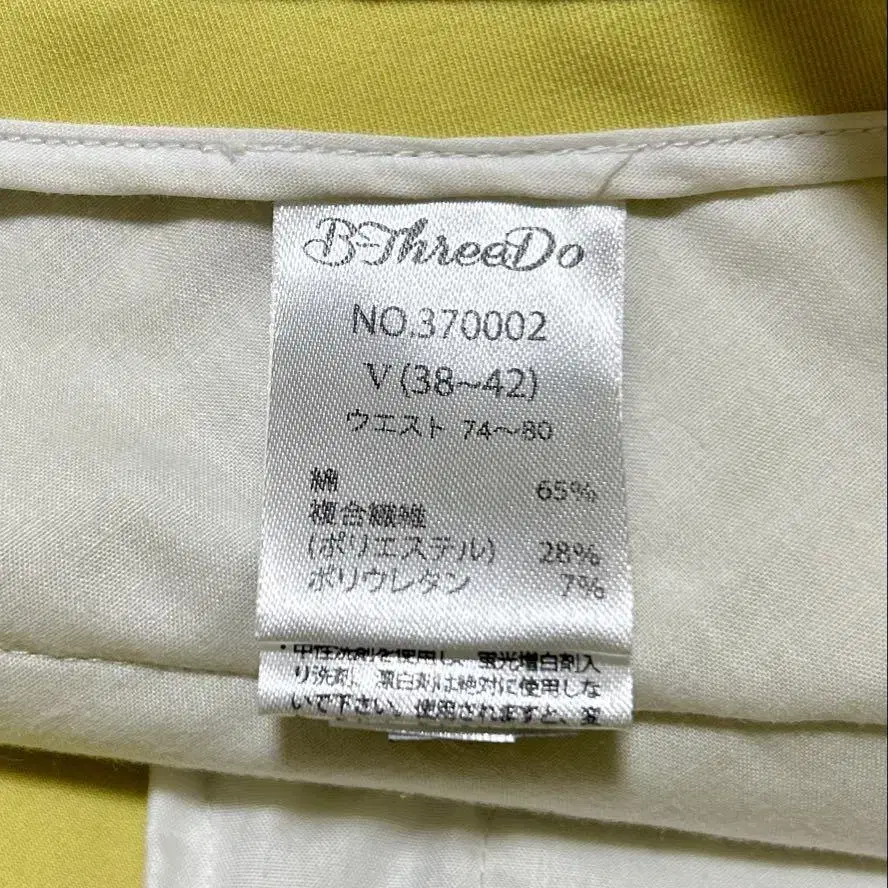 B-ThreeDo
NO.370002
V (38~42)
ウエスト 74〜80
綿 65%
複合繊維
(ポリエステル) 28%
ポリウレタン 7%
・中性洗剤を使用し、蛍光増白剤入
り洗剤、漂白剤は絶対に使用しな
いで下さい。使用されますと、変